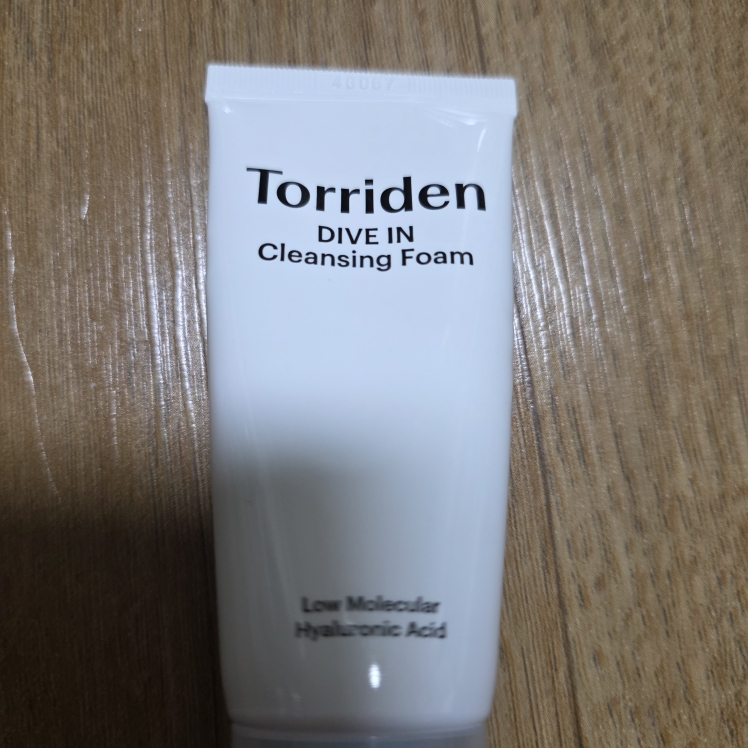 Torriden
DIVE IN
Cleansing Foam
Low Molecular
Hyaluronic Acid